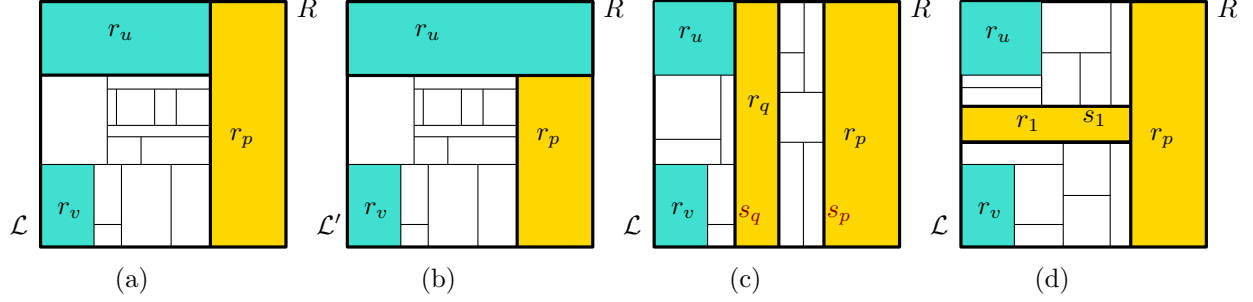 R R R R
r_u r_u r_u r_u
r_q
r_p r_p r_p r_1 s_1 r_p
r_v r_v r_v s_q s_p r_v
ℒ ℒ′ ℒ ℒ
(a) (b) (c) (d)